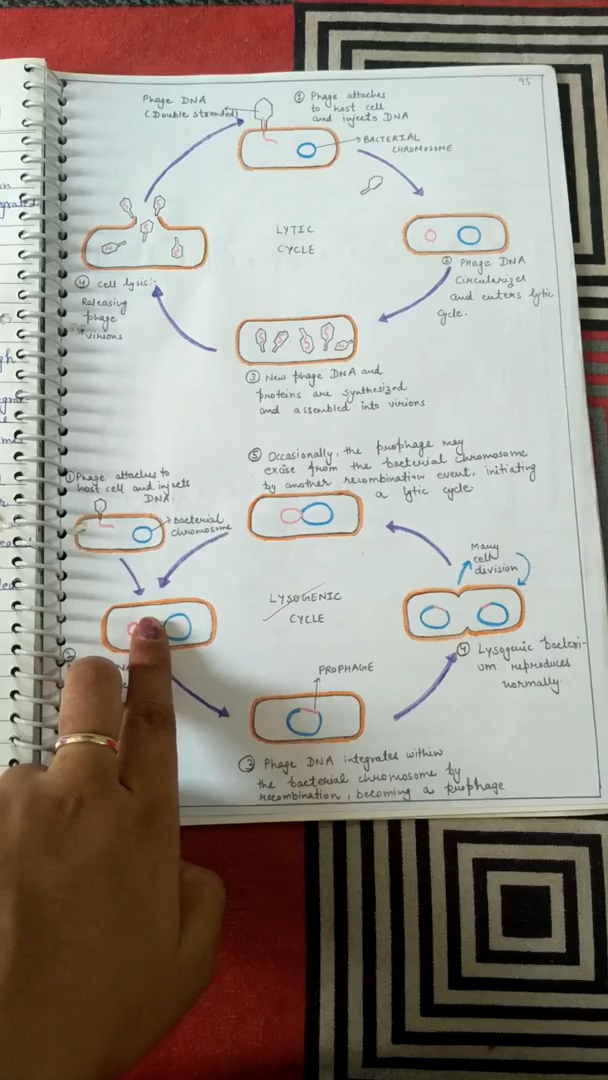 95
Phage DNA
(Double stranded)
① Phage attaches
to host cell
and injects DNA
BACTERIAL
CHROMOSOME
LYTIC
CYCLE
② Phage DNA
Circularizes
and enters lytic
cycle.
③ New phage DNA and
proteins are synthesized
and assembled into virions
④ Cell lysis:-
Releasing
phage
virions
⑤ Occasionally, the prophage may
excise from the bacterial chromosome
by another recombination event, initiating
a lytic cycle
① Phage attaches to
host cell and injects
DNA.
bacterial
chromosome
Many
cell
division
LYSOGENIC
CYCLE
④ Lysogenic bacteri-
um reproduces
normally.
PROPHAGE
③ Phage DNA integrates within
the bacterial chromosome by
recombination, becoming a prophage